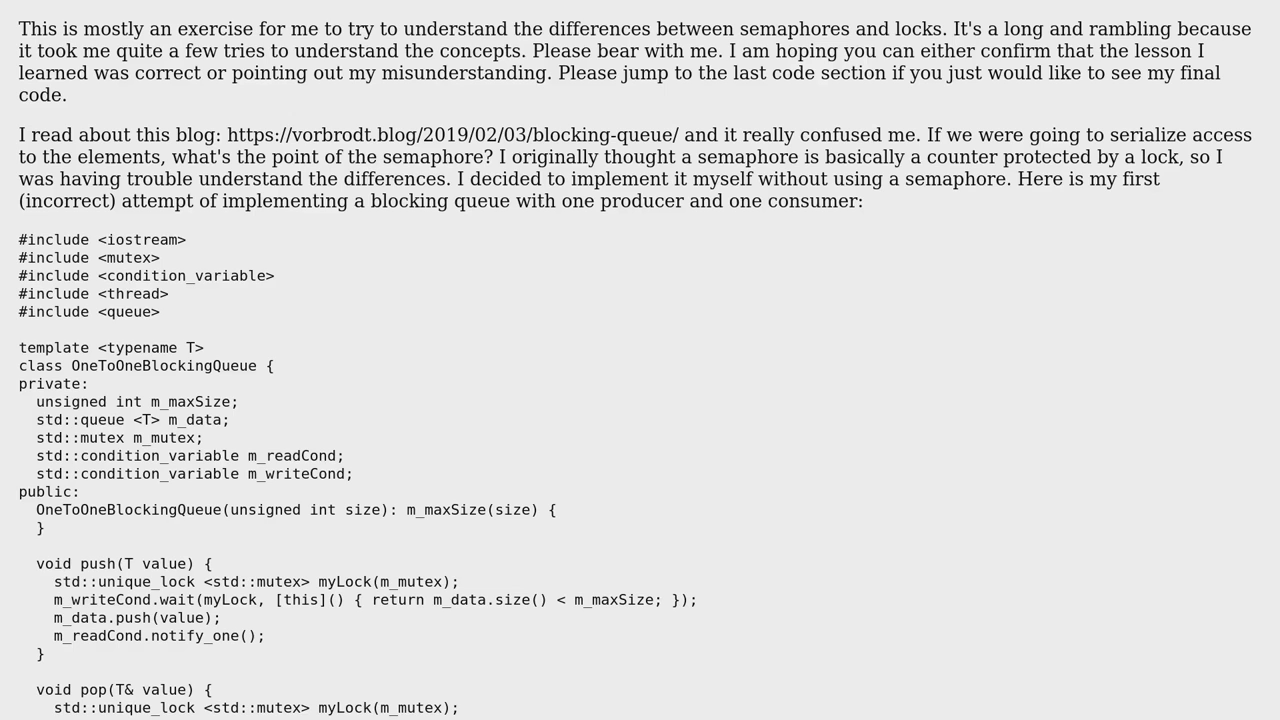 This is mostly an exercise for me to try to understand the differences between semaphores and locks. It's a long and rambling because
it took me quite a few tries to understand the concepts. Please bear with me. I am hoping you can either confirm that the lesson I
learned was correct or pointing out my misunderstanding. Please jump to the last code section if you just would like to see my final
code.

I read about this blog: https://vorbrodt.blog/2019/02/03/blocking-queue/ and it really confused me. If we were going to serialize access
to the elements, what's the point of the semaphore? I originally thought a semaphore is basically a counter protected by a lock, so I
was having trouble understand the differences. I decided to implement it myself without using a semaphore. Here is my first
(incorrect) attempt of implementing a blocking queue with one producer and one consumer:

#include <iostream>
#include <mutex>
#include <condition_variable>
#include <thread>
#include <queue>

template <typename T>
class OneToOneBlockingQueue {
private:
  unsigned int m_maxSize;
  std::queue <T> m_data;
  std::mutex m_mutex;
  std::condition_variable m_readCond;
  std::condition_variable m_writeCond;
public:
  OneToOneBlockingQueue(unsigned int size): m_maxSize(size) {
  }

  void push(T value) {
    std::unique_lock <std::mutex> myLock(m_mutex);
    m_writeCond.wait(myLock, [this]() { return m_data.size() < m_maxSize; });
    m_data.push(value);
    m_readCond.notify_one();
  }

  void pop(T& value) {
    std::unique_lock <std::mutex> myLock(m_mutex);